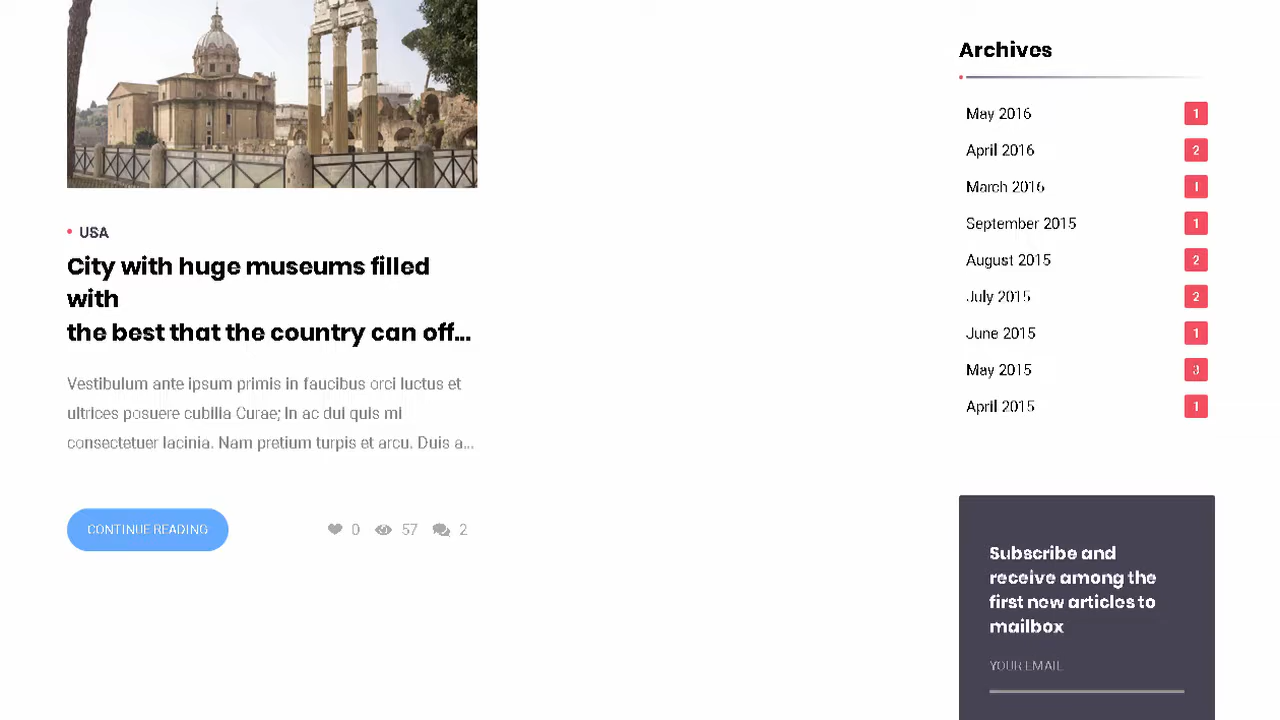 USA
City with huge museums filled
with
the best that the country can off...
Vestibulum ante ipsum primis in faucibus orci luctus et
ultrices posuere cubilia Curae; In ac dui quis mi
consectetuer lacinia. Nam pretium turpis et arcu. Duis a...
CONTINUE READING
0 57 2
Archives
May 2016 1
April 2016 2
March 2016 1
September 2015 1
August 2015 2
July 2015 2
June 2015 1
May 2015 3
April 2015 1
Subscribe and
receive among the
first new articles to
mailbox
YOUR EMAIL